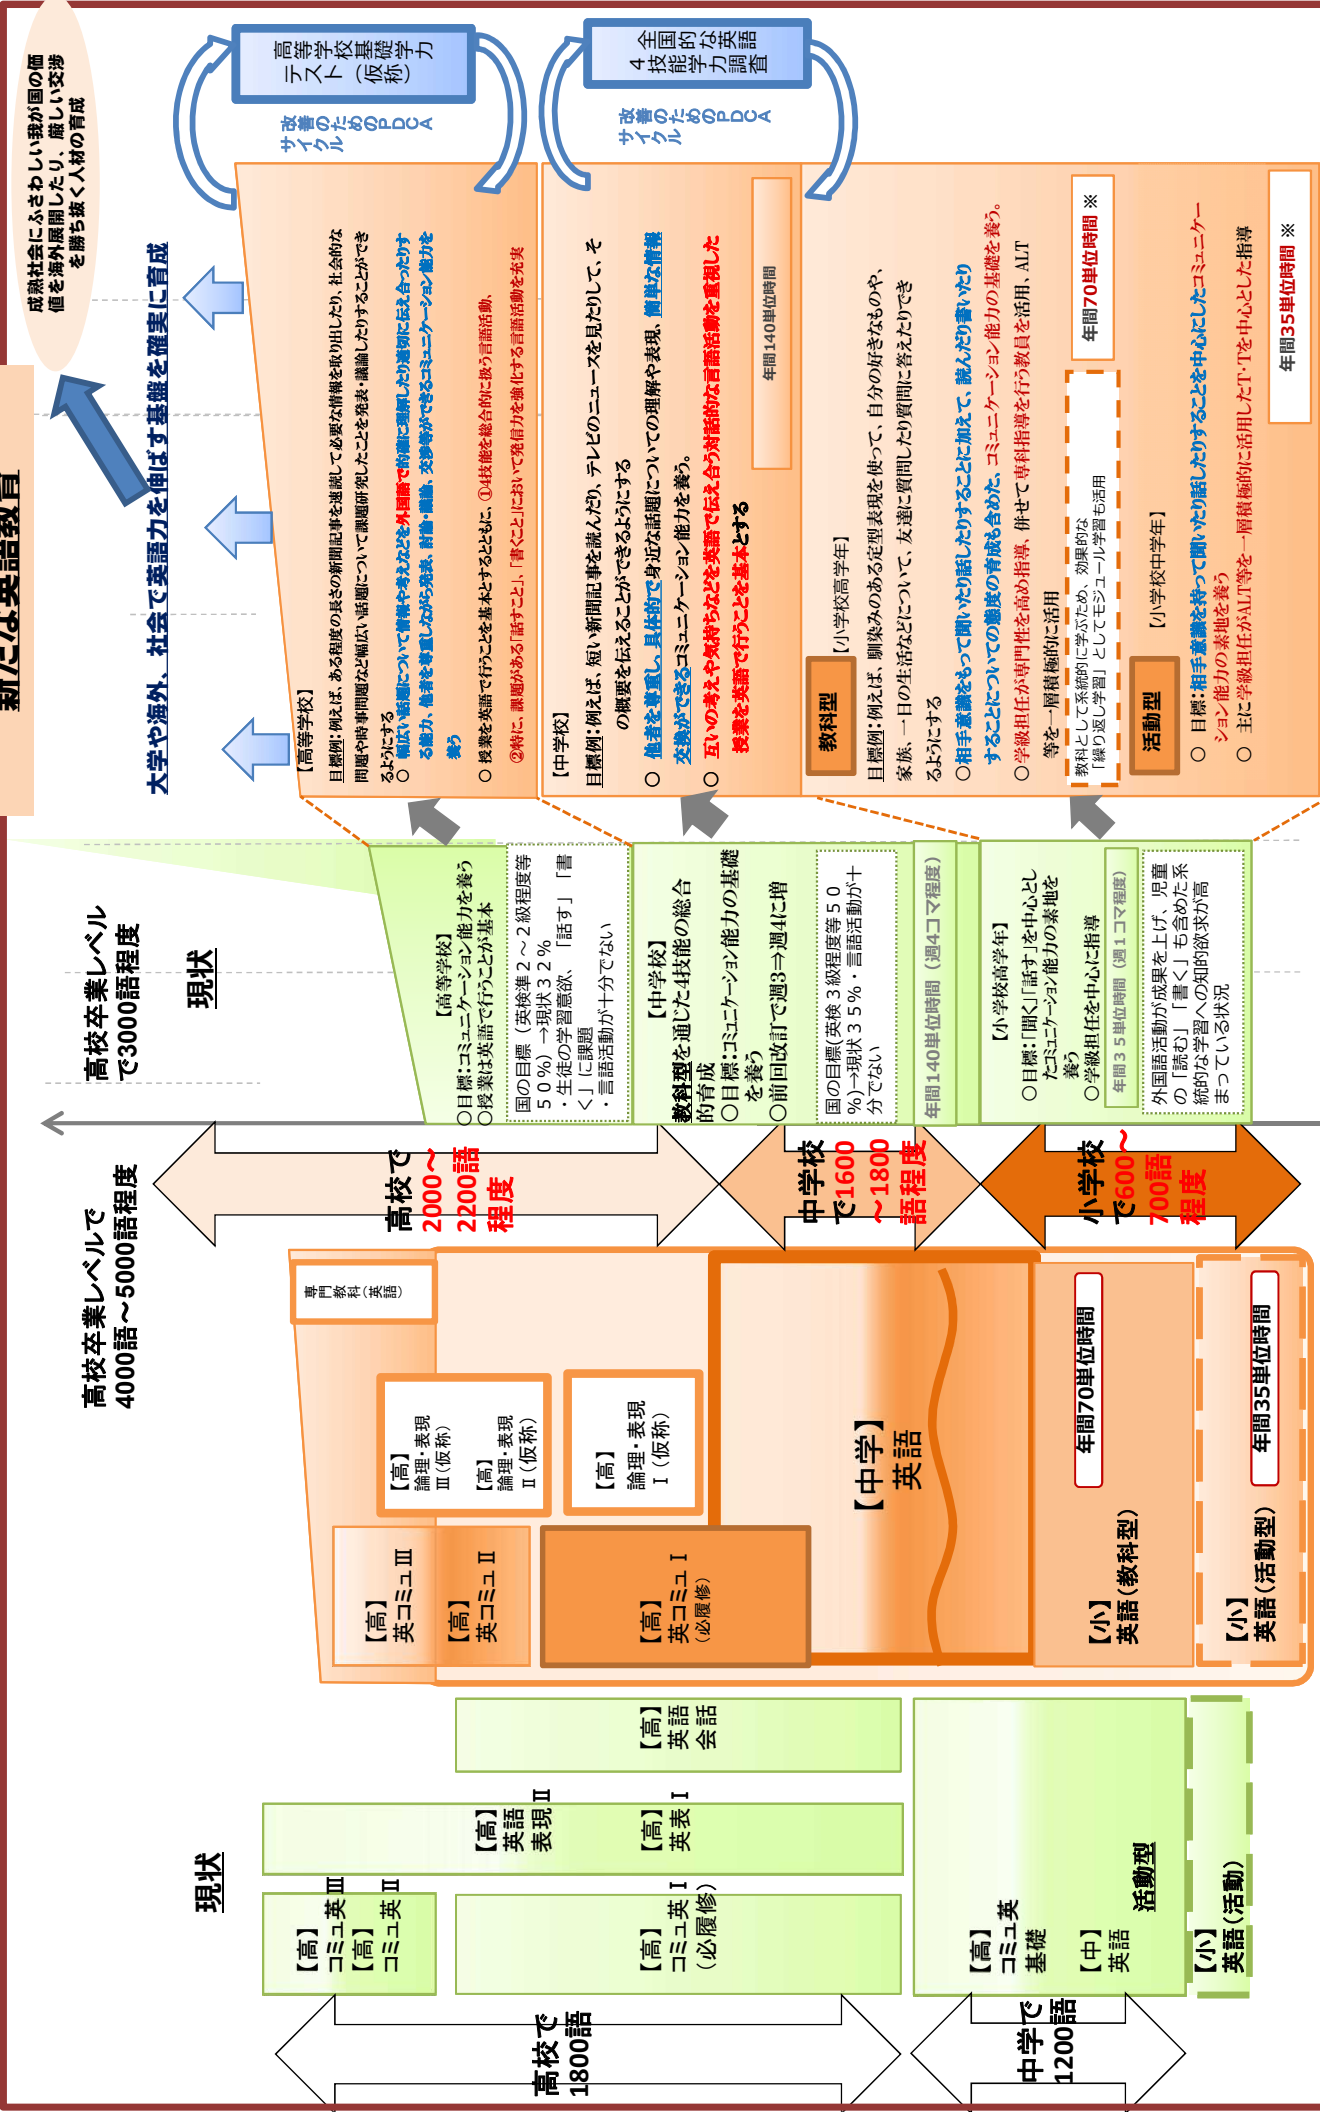 新たな英語教育
現状
高校で
1800語
中学で
1200語
【高】
コミュ英Ⅲ
【高】
コミュ英Ⅱ
【高】
コミュ英Ⅰ
（必履修）
【高】
英語
表現Ⅱ
【高】
英表Ⅰ
【高】
英語
会話
【高】
コミュ英
基礎
【中】
英語
活動型
【小】
英語（活動）
高校卒業レベルで
4000語～5000語程度
専門
教科（英語）
【高】
英コミュⅢ
【高】
英コミュⅡ
【高】
論理・表現
Ⅲ（仮称）
【高】
論理・表現
Ⅱ（仮称）
【高】
英コミュⅠ
（必履修）
【高】
論理・表現
Ⅰ（仮称）
【中学】
英語
【小】
英語（教科型）
年間70単位時間
【小】
英語（活動型）
年間35単位時間
高校で
2000～
2200語
程度
中学校
で1600
～1800
語程度
小学校
で600～
700語
程度
高校卒業レベル
で3000語程度
現状
【高等学校】
○目標：コミュニケーション能力を養う
○授業は英語で行うことが基本
国の目標（英検準２～２級程度等
５０％）→現状３２％
・生徒の学習意欲、「話す」「書
く」に課題
・言語活動が十分でない
【中学校】
教科型を通じた4技能の総合
的育成
○目標：コミュニケーション能力の基礎
を養う
○前回改訂で週3⇒週4に増
国の目標(英検３級程度等５０
%)→現状３５％・言語活動が十
分でない
年間140単位時間（週4コマ程度）
【小学校高学年】
○目標：「聞く」「話す」を中心とし
たコミュニケーション能力の素地を
養う
○学級担任を中心に指導
年間３５単位時間（週１コマ程度）
外国語活動が成果を上げ、児童
の「読む」「書く」も含めた系
統的な学習への知的欲求が高
まっている状況
成熟社会にふさわしい我が国の価
値を海外展開したり、厳しい交渉
を勝ち抜く人材の育成
大学や海外、社会で英語力を伸ばす基盤を確実に育成
【高等学校】
目標例：例えば、ある程度の長さの新聞記事を速読して必要な情報を取り出したり、社会的な
問題や時事問題など幅広い話題について課題研究したことを発表・議論したりすることができ
るようにする
○ 幅広い話題について情報や考えなどを外国語で的確に理解したり適切に伝え合ったりす
る能力、他者を尊重しながら発表、討論・議論、交渉等ができるコミュニケーション能力を
養う
○ 授業を英語で行うことを基本とするとともに、①4技能を総合的に扱う言語活動、
②特に、課題がある「話すこと」、「書くこと」において発信力を強化する言語活動を充実
【中学校】
目標例：例えば、短い新聞記事を読んだり、テレビのニュースを見たりして、そ
の概要を伝えることができるようにする
○ 他者を尊重し、具体的で身近な話題についての理解や表現、簡単な情報
交換ができるコミュニケーション能力を養う。
○ 互いの考えや気持ちなどを英語で伝え合う対話的な言語活動を重視した
授業を英語で行うことを基本とする
年間140単位時間
教科型
【小学校高学年】
目標例：例えば、馴染みのある定型表現を使って、自分の好きなものや、
家族、一日の生活などについて、友達に質問したり質問に答えたりでき
るようにする
○相手意識をもって聞いたり話したりすることに加えて、読んだり書いたり
することについての態度の育成も含めた、コミュニケーション能力の基礎を養う。
○学級担任が専門性を高め指導、併せて専科指導を行う教員を活用、ALT
等を一層積極的に活用
教科として系統的に学ぶため、効果的な
「繰り返し学習」としてモジュール学習も活用
年間70単位時間 ※
活動型
【小学校中学年】
○ 目標：相手意識を持って聞いたり話したりすることを中心にしたコミュニケー
ション能力の素地を養う
○ 主に学級担任がALT等を一層積極的に活用したT・Tを中心とした指導
年間35単位時間 ※
改善のためのPDCA
サイクル
高等学校基礎学力
テスト（仮称）
改善のためのPDCA
サイクル
全国的な英語
４技能学力調査